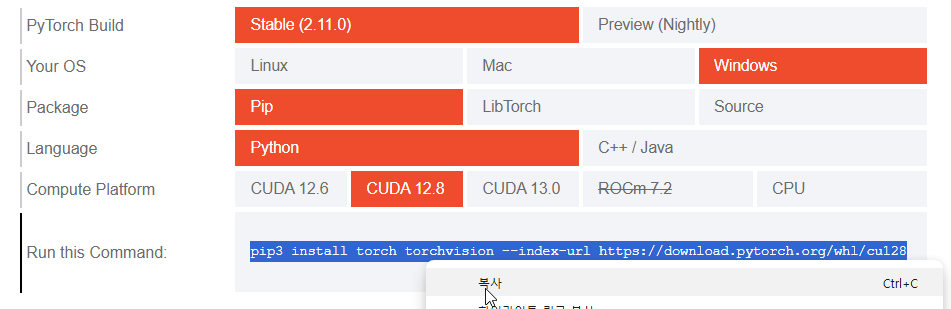 PyTorch Build Stable (2.11.0) Preview (Nightly)
Your OS Linux Mac Windows
Package Pip LibTorch Source
Language Python C++ / Java
Compute Platform CUDA 12.6 CUDA 12.8 CUDA 13.0 ROCm 7.2 CPU
Run this Command: pip3 install torch torchvision --index-url https://download.pytorch.org/whl/cu128
복사 Ctrl+C